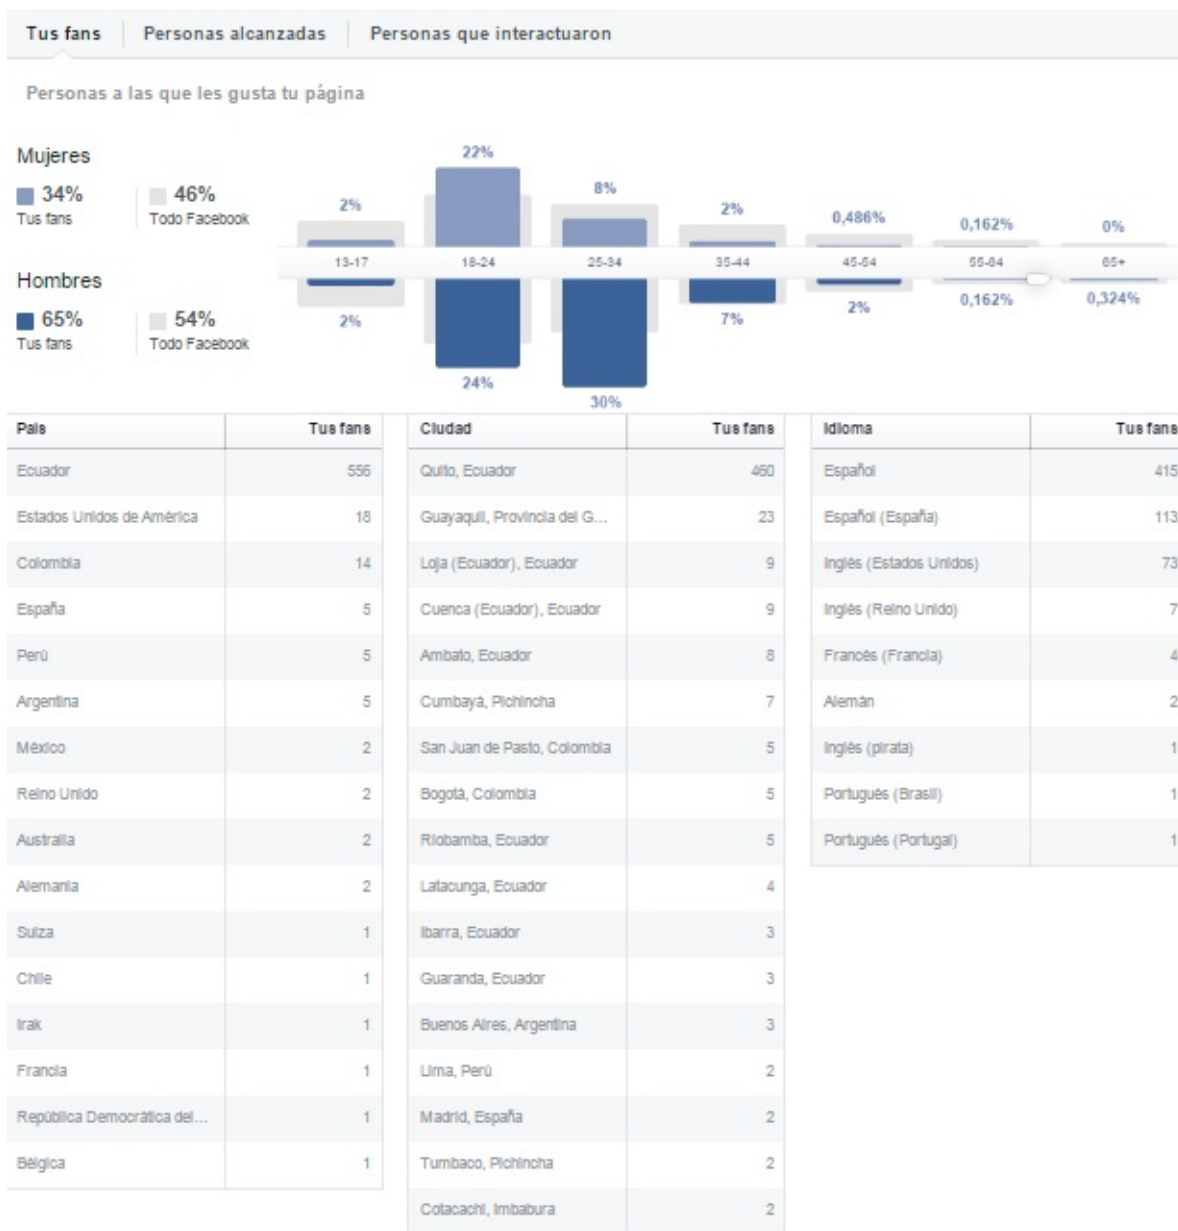 Tus fans Personas alcanzadas Personas que interactuaron
Personas a las que les gusta tu página
Mujeres
34% 46%
Tus fans Todo Facebook
Hombres
65% 54%
Tus fans Todo Facebook
2% 22% 8% 2% 0,486% 0,162% 0%
13-17 18-24 25-34 35-44 45-54 55-64 65+
2% 24% 30% 7% 2% 0,162% 0,324%
País Tus fans Ciudad Tus fans Idioma Tus fans
Ecuador 556 Quito, Ecuador 460 Español 415
Estados Unidos de América 18 Guayaquil, Provincia del G... 23 Español (España) 113
Colombia 14 Loja (Ecuador), Ecuador 9 Inglés (Estados Unidos) 73
España 5 Cuenca (Ecuador), Ecuador 9 Inglés (Reino Unido) 7
Perú 5 Ambato, Ecuador 8 Francés (Francia) 4
Argentina 5 Cumbayá, Pichincha 7 Alemán 2
México 2 San Juan de Pasto, Colombia 5 Inglés (pirata) 1
Reino Unido 2 Bogotá, Colombia 5 Portugués (Brasil) 1
Australia 2 Riobamba, Ecuador 5 Portugués (Portugal) 1
Alemania 2 Latacunga, Ecuador 4
Suiza 1 Ibarra, Ecuador 3
Chile 1 Guaranda, Ecuador 3
Irak 1 Buenos Aires, Argentina 3
Francia 1 Lima, Perú 2
República Democrática del... 1 Madrid, España 2
Bélgica 1 Tumbaco, Pichincha 2
Cotacachi, Imbabura 2